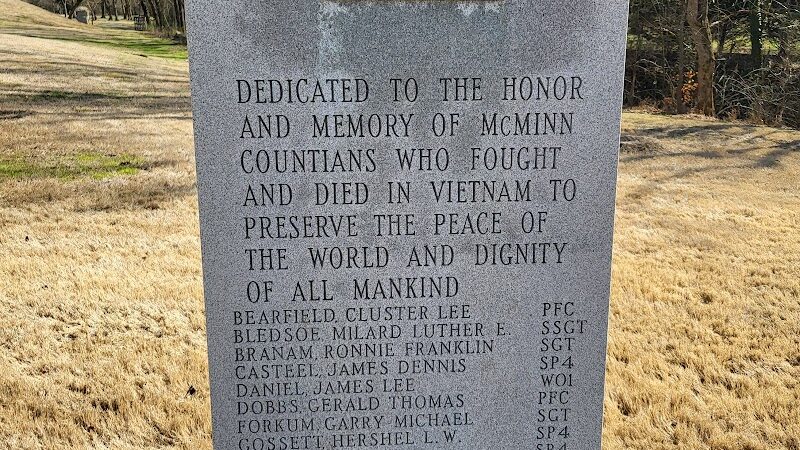 DEDICATED TO THE HONOR
AND MEMORY OF McMINN
COUNTIANS WHO FOUGHT
AND DIED IN VIETNAM TO
PRESERVE THE PEACE OF
THE WORLD AND DIGNITY
OF ALL MANKIND
BEARFIELD, CLUSTER LEE PFC
BLEDSOE, MILARD LUTHER E. SSGT
BRANAM, RONNIE FRANKLIN SGT
CASTEEL, JAMES DENNIS SP4
DANIEL, JAMES LEE WO1
DOBBS, GERALD THOMAS PFC
FORKUM, GARRY MICHAEL SGT
GOSSETT, HERSHEL L. W. SP4